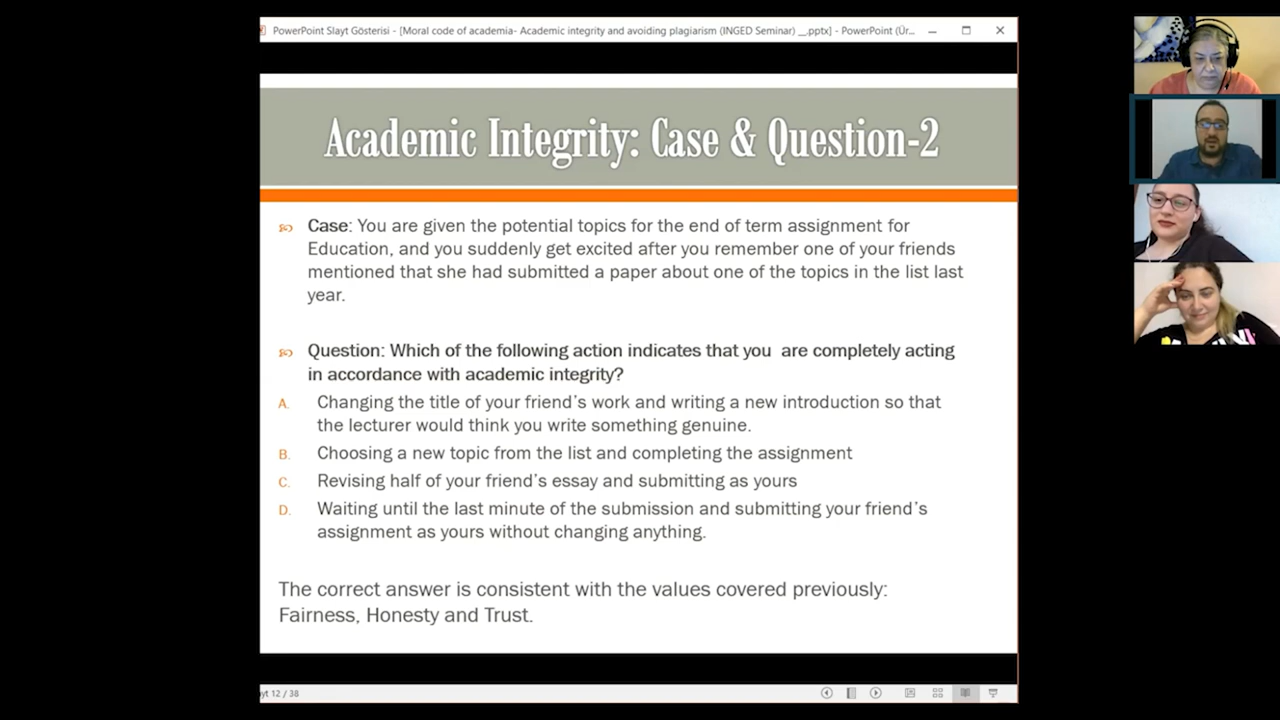 PowerPoint Slayt Gösterisi - [Moral code of academia- Academic integrity and avoiding plagiarism (INGED Seminar) __.pptx] - PowerPoint (Ür...
Academic Integrity: Case & Question-2
Case: You are given the potential topics for the end of term assignment for
Education, and you suddenly get excited after you remember one of your friends
mentioned that she had submitted a paper about one of the topics in the list last
year.
Question: Which of the following action indicates that you are completely acting
in accordance with academic integrity?
A. Changing the title of your friend's work and writing a new introduction so that
the lecturer would think you write something genuine.
B. Choosing a new topic from the list and completing the assignment
C. Revising half of your friend's essay and submitting as yours
D. Waiting until the last minute of the submission and submitting your friend's
assignment as yours without changing anything.
The correct answer is consistent with the values covered previously:
Fairness, Honesty and Trust.
yt 12 / 38